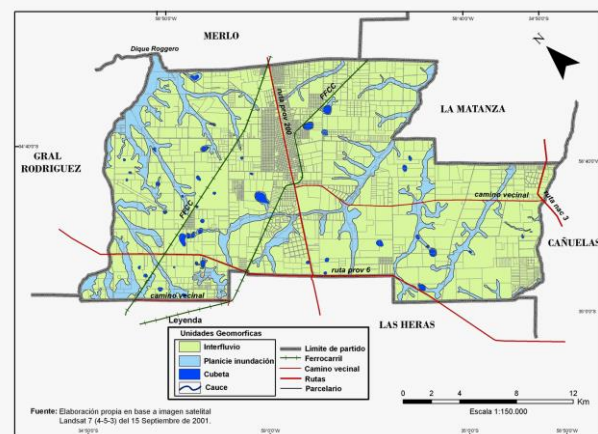 MERLO
Dique Roggero
N
FFCC
ruta prov 200
LA MATANZA
GRAL
RODRIGUEZ
FFCC
camino vecinal
ruta nac 3
CAÑUELAS
ruta prov 6
camino vecinal
LAS HERAS
Leyenda
Unidades Geomorficas
Interfluvio
Planicie inundación
Cubeta
Cauce
Limite de partido
Ferrocarril
Camino vecinal
Rutas
Parcelario
0 2 4 8 12
Km
Escala 1:150.000
Fuente: Elaboración propia en base a imagen satelital
Landsat 7 (4-5-3) del 15 Septiembre de 2001.